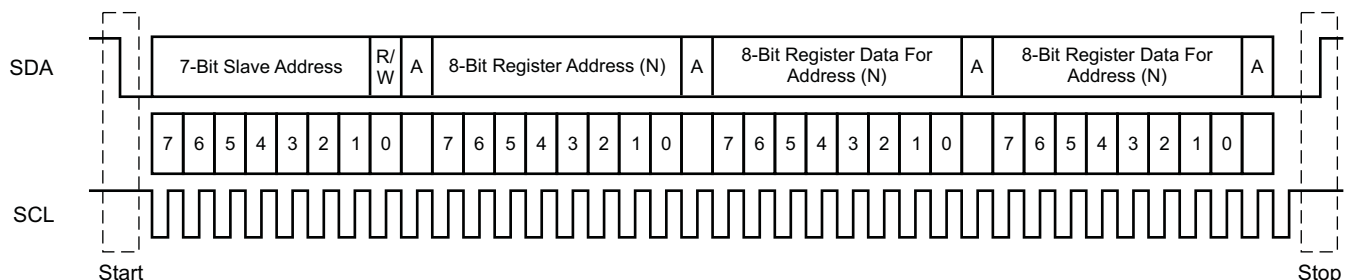 SDA
7-Bit Slave Address
R/
W
A
8-Bit Register Address (N)
A
8-Bit Register Data For
Address (N)
A
8-Bit Register Data For
Address (N)
A
7 6 5 4 3 2 1 0 7 6 5 4 3 2 1 0 7 6 5 4 3 2 1 0 7 6 5 4 3 2 1 0
SCL
Start
Stop